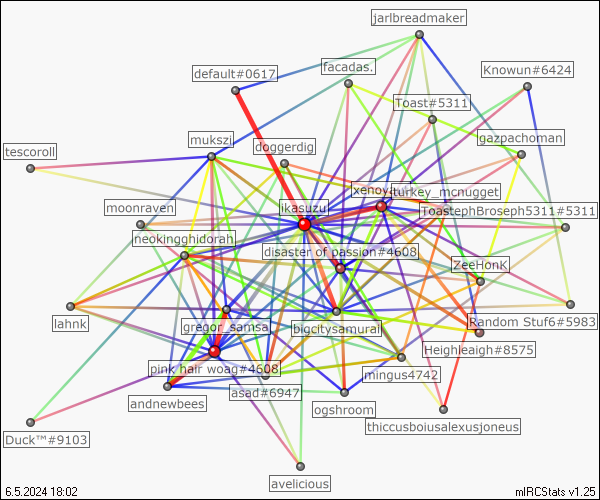 jarlbreadmaker
default#0617
facadas.
Knowun#6424
Toast#5311
gazpachoman
mukszi
doggerdig
tescoroll
xenoy
turkey_mcnugget
ikasuzui
moonraven
ToastephBroseph5311#5311
neokingghidorah.
disaster of passion#4608
ZeeHonK
lahnk
gregor_samsa.
bigcitysamurai
Random Stuf6#5983
Heighleaigh#8575
pink hair woag#4608
mingus4742
asad#6947
andnewbees
ogshroom
thiccusboiusalexusjoneus
Duck™#9103
avelicious
6.5.2024 18:02
mIRCStats v1.25